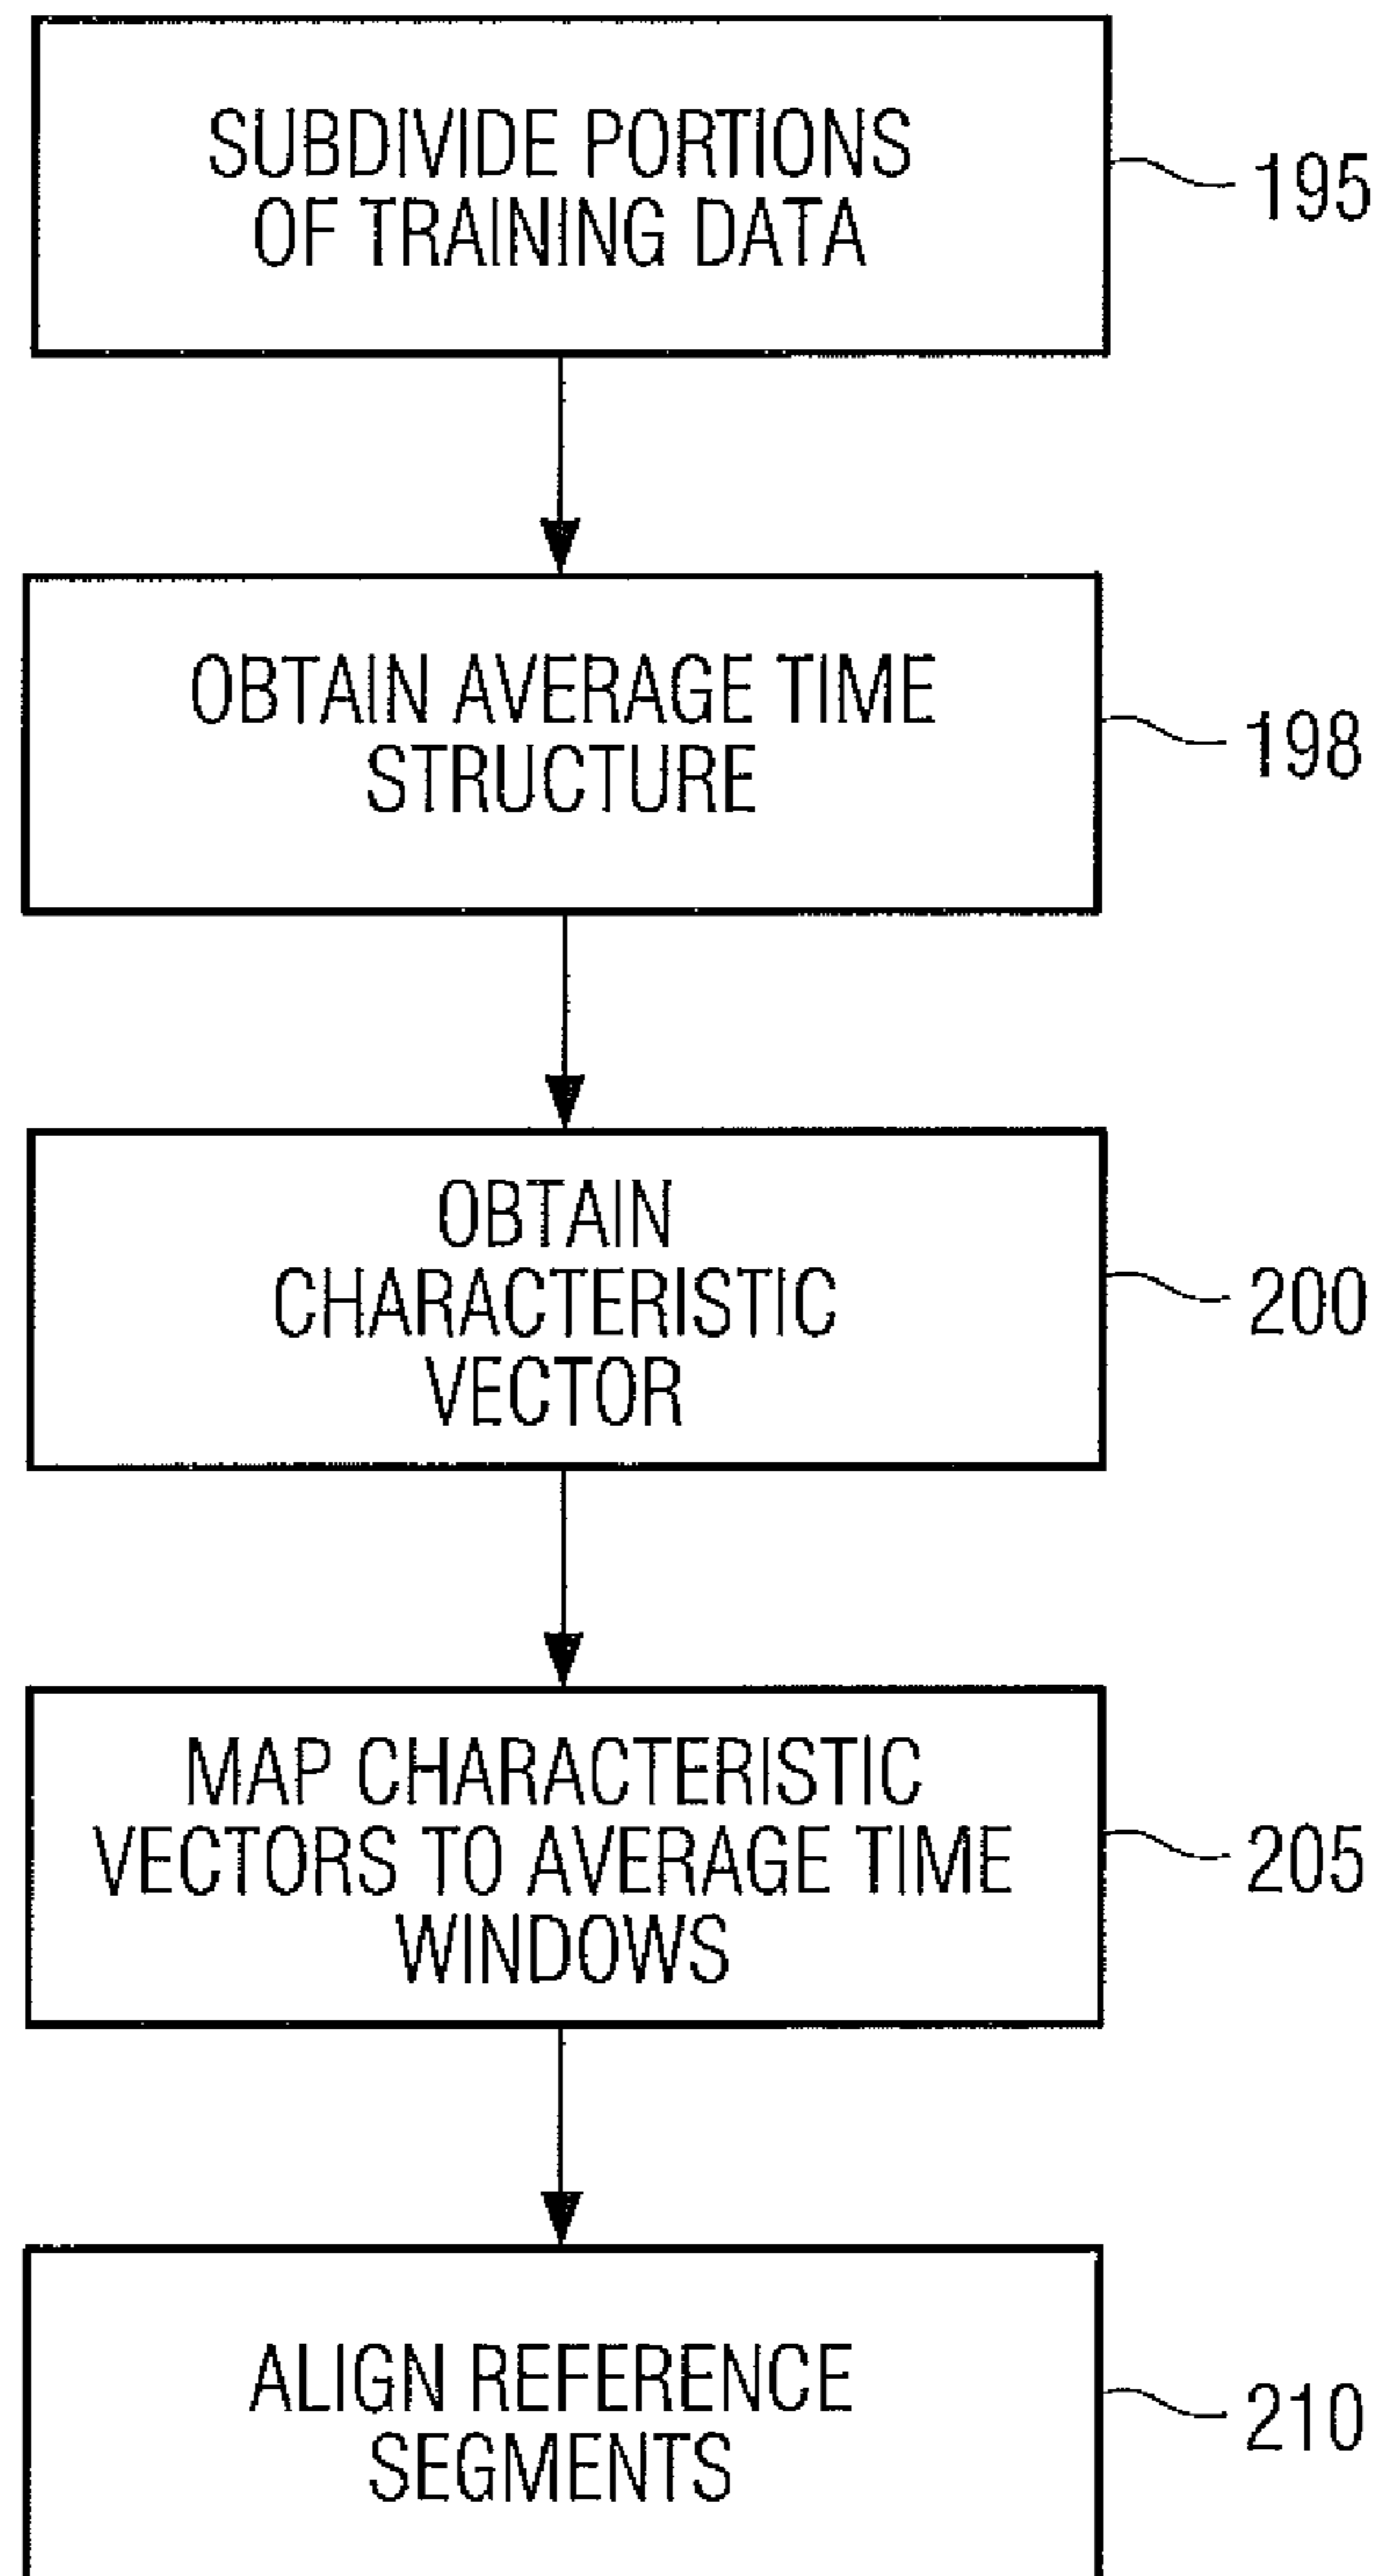 SUBDIVIDE PORTIONS
OF TRAINING DATA
195
OBTAIN AVERAGE TIME
STRUCTURE
198
OBTAIN
CHARACTERISTIC
VECTOR
200
MAP CHARACTERISTIC
VECTORS TO AVERAGE TIME
WINDOWS
205
ALIGN REFERENCE
SEGMENTS
210